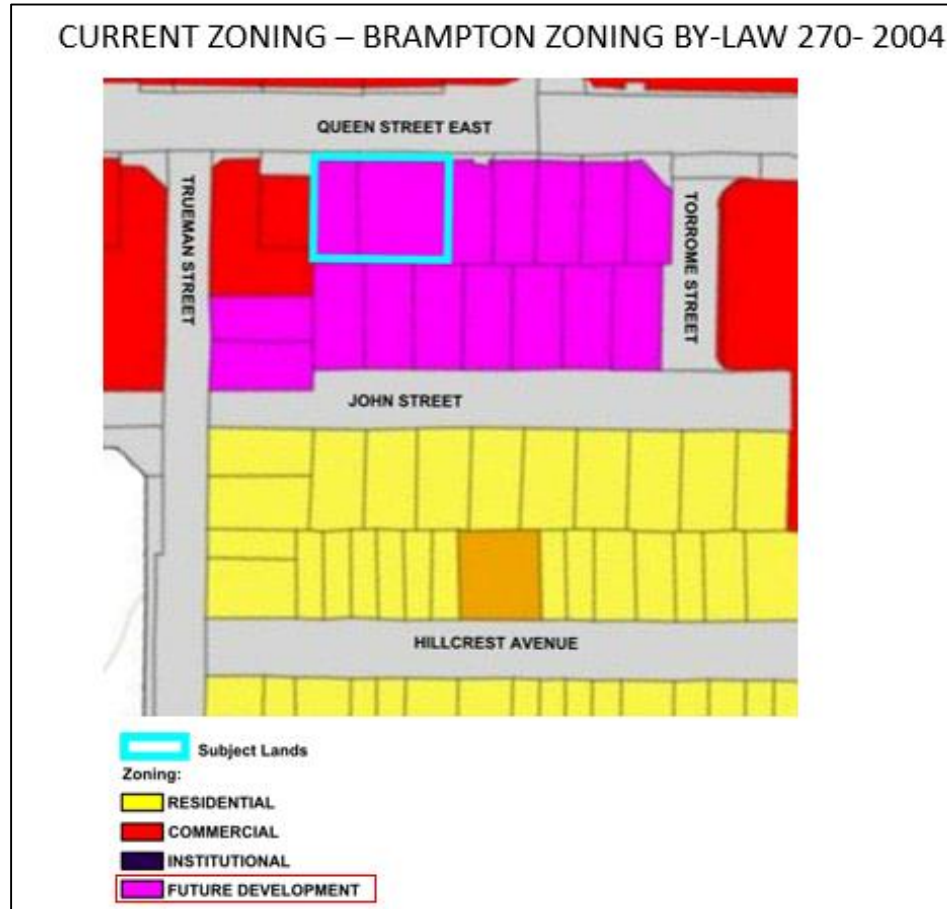 CURRENT ZONING – BRAMPTON ZONING BY-LAW 270- 2004
QUEEN STREET EAST
TRUEMAN STREET
TORROME STREET
JOHN STREET
HILLCREST AVENUE
Subject Lands
Zoning:
RESIDENTIAL
COMMERCIAL
INSTITUTIONAL
FUTURE DEVELOPMENT